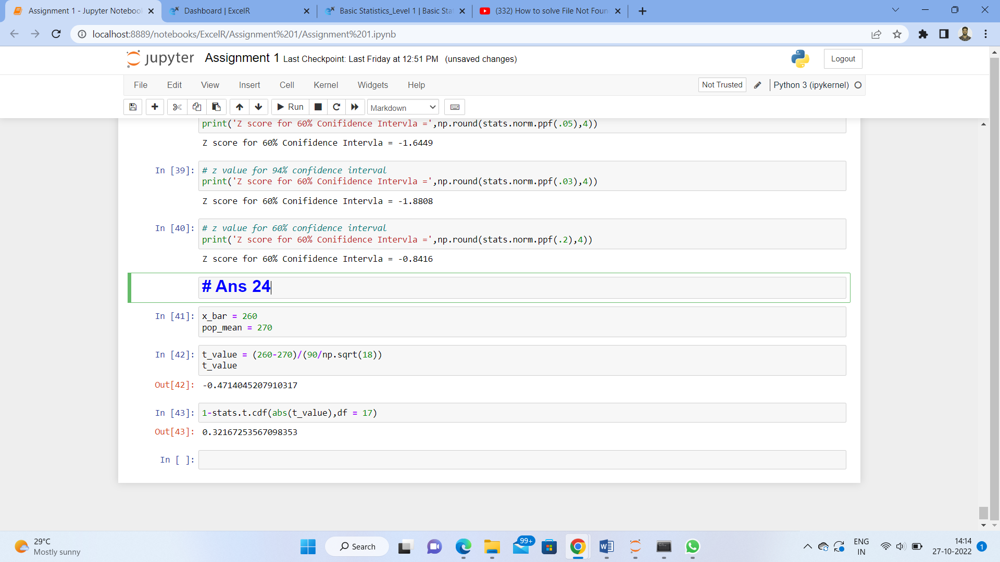 Assignment 1 - Jupyter Notebook
Dashboard | ExcelR
Basic Statistics_Level 1 | Basic Sta
(332) How to solve File Not Foun
localhost:8889/notebooks/ExcelR/Assignment%201/Assignment%201.ipynb
jupyter Assignment 1 Last Checkpoint: Last Friday at 12:51 PM (unsaved changes)
Logout
File Edit View Insert Cell Kernel Widgets Help
Not Trusted
Python 3 (ipykernel)
Run
Markdown
print('Z score for 60% Conifidence Intervla =',np.round(stats.norm.ppf(.05),4))
Z score for 60% Conifidence Intervla = -1.6449
In [39]: # z value for 94% confidence interval
print('Z score for 60% Conifidence Intervla =',np.round(stats.norm.ppf(.03),4))
Z score for 60% Conifidence Intervla = -1.8808
In [40]: # z value for 60% confidence interval
print('Z score for 60% Conifidence Intervla =',np.round(stats.norm.ppf(.2),4))
Z score for 60% Conifidence Intervla = -0.8416
# Ans 24
In [41]: x_bar = 260
pop_mean = 270
In [42]: t_value = (260-270)/(90/np.sqrt(18))
t_value
Out[42]: -0.4714045207910317
In [43]: 1-stats.t.cdf(abs(t_value),df = 17)
Out[43]: 0.32167253567098353
In [ ]:
29°C
Mostly sunny
Search
99+
ENG
IN
14:14
27-10-2022
1